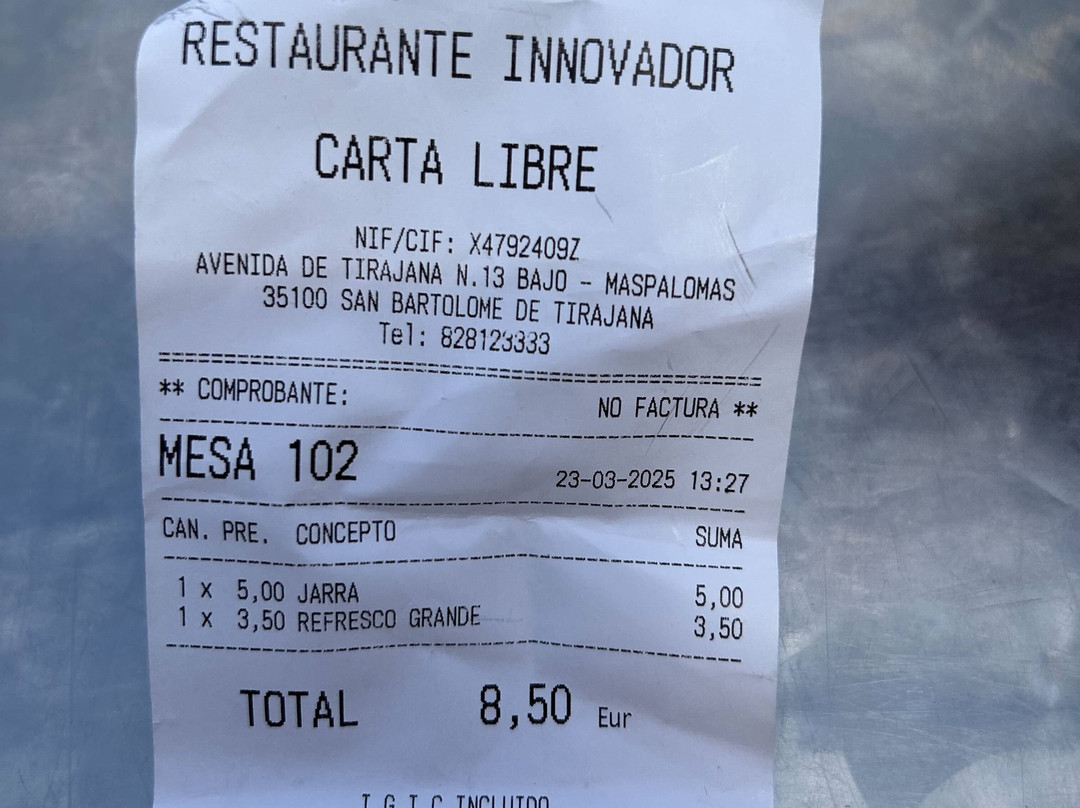 RESTAURANTE INNOVADOR
CARTA LIBRE
NIF/CIF: X4792409Z
AVENIDA DE TIRAJANA N.13 BAJO - MASPALOMAS
35100 SAN BARTOLOME DE TIRAJANA
Tel: 828123333
** COMPROBANTE: NO FACTURA **
MESA 102 23-03-2025 13:27
CAN. PRE. CONCEPTO SUMA
1 x 5,00 JARRA 5,00
1 x 3,50 REFRESCO GRANDE 3,50
TOTAL 8,50 Eur
I G I C INCLUIDO